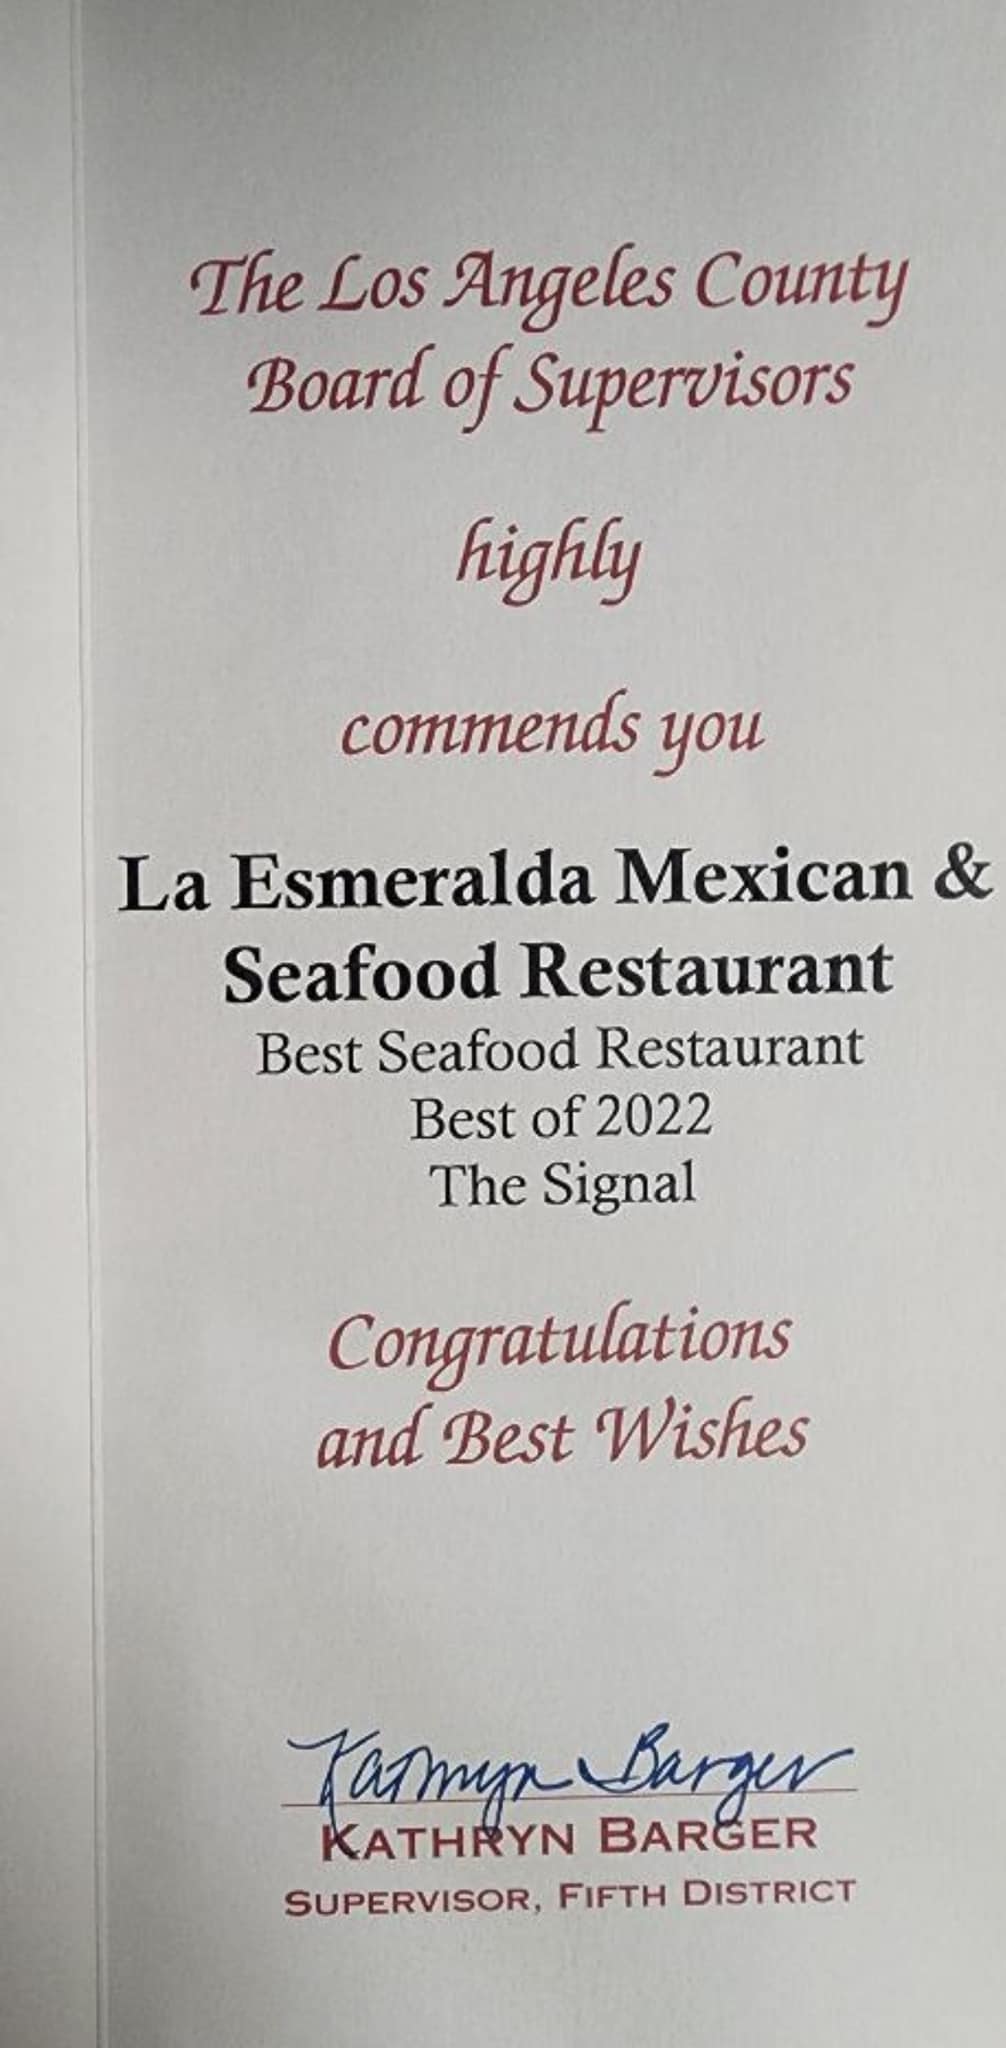 The Los Angeles County
Board of Supervisors
highly
commends you
La Esmeralda Mexican &
Seafood Restaurant
Best Seafood Restaurant
Best of 2022
The Signal
Congratulations
and Best Wishes
Kathryn Barger
KATHRYN BARGER
SUPERVISOR, FIFTH DISTRICT